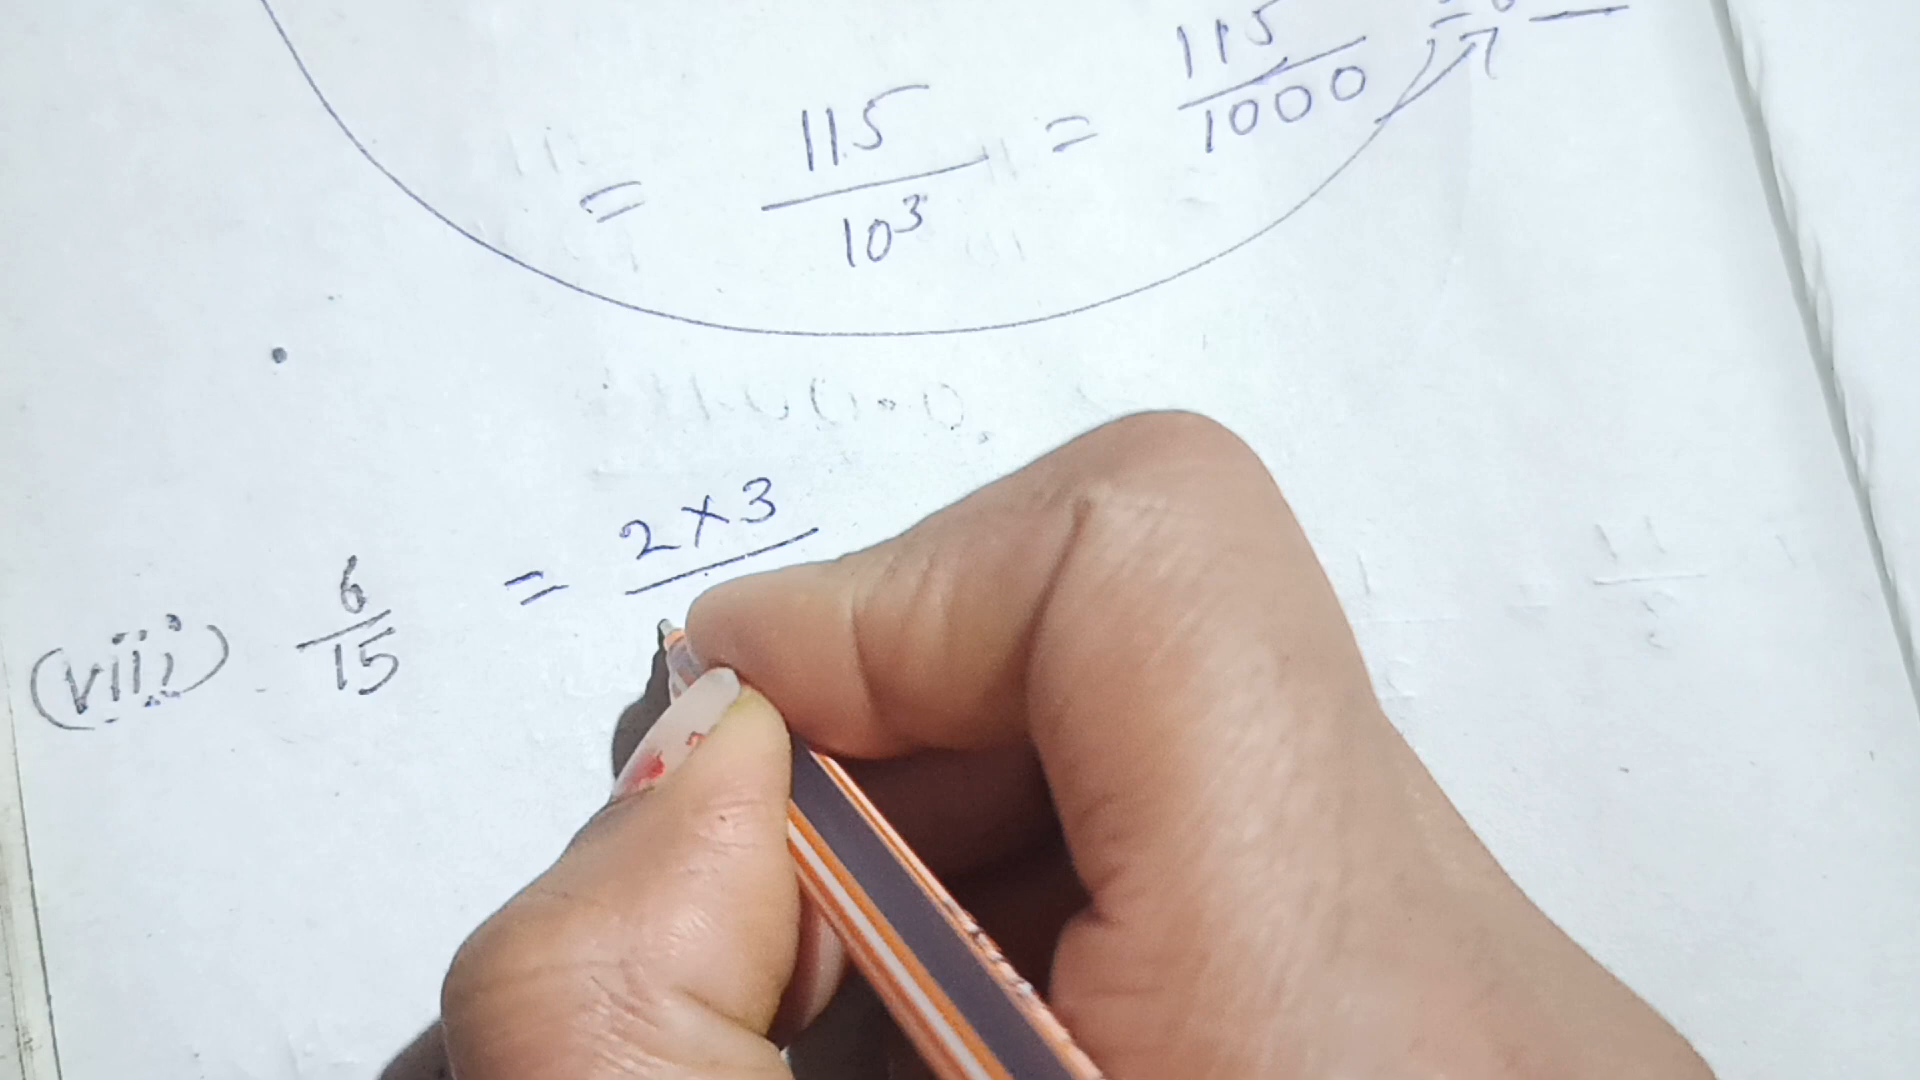 = 115/10³ = 115/1000
(viii) 6/15 = 2×3